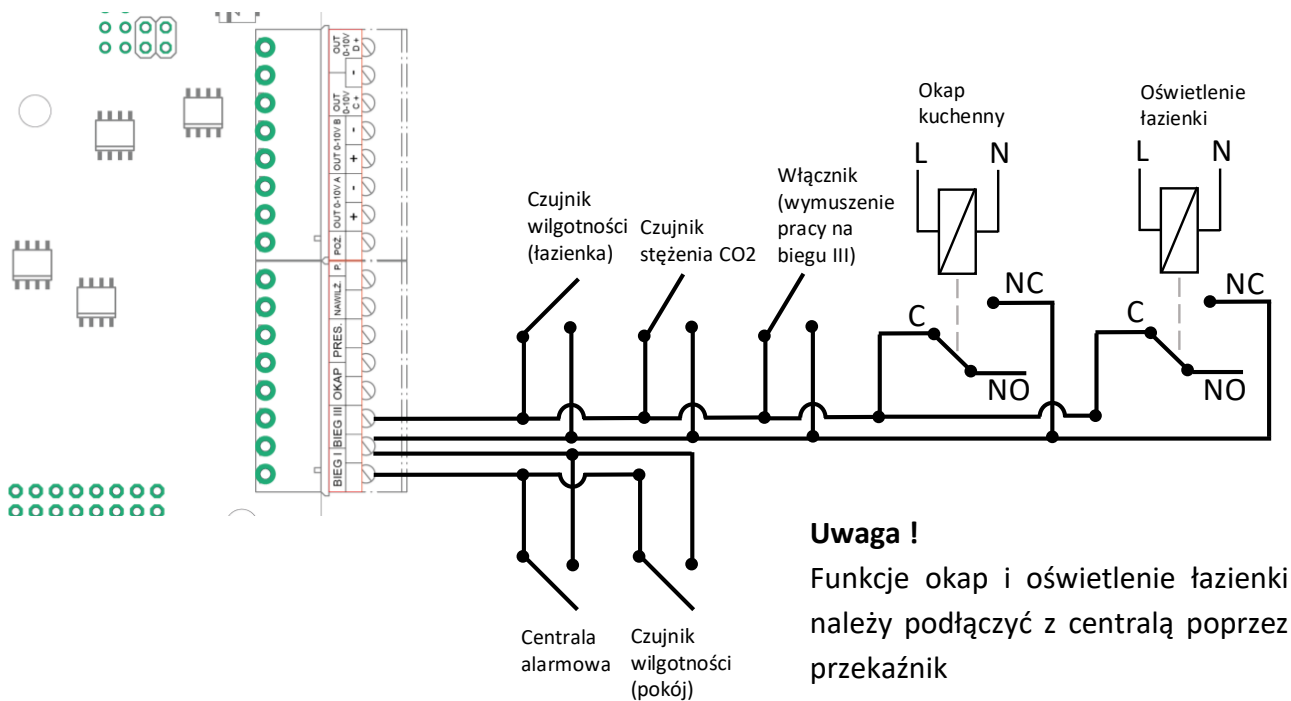 OUT
0-10V
D+
-
OUT
0-10V
C+
-
OUT 0-10V B
+
-
OUT 0-10V A
+
POŻ.
P.
NAWILŻ.
PRES.
OKAP
BIEG III
BIEG I
Czujnik
wilgotności
(łazienka)
Czujnik
stężenia CO2
Włącznik
(wymuszenie
pracy na
biegu III)
Okap
kuchenny
L N
NC
C
NO
Oświetlenie
łazienki
L N
NC
C
NO
Centrala
alarmowa
Czujnik
wilgotności
(pokój)
Uwaga !
Funkcje okap i oświetlenie łazienki
należy podłączyć z centralą poprzez
przekaźnik